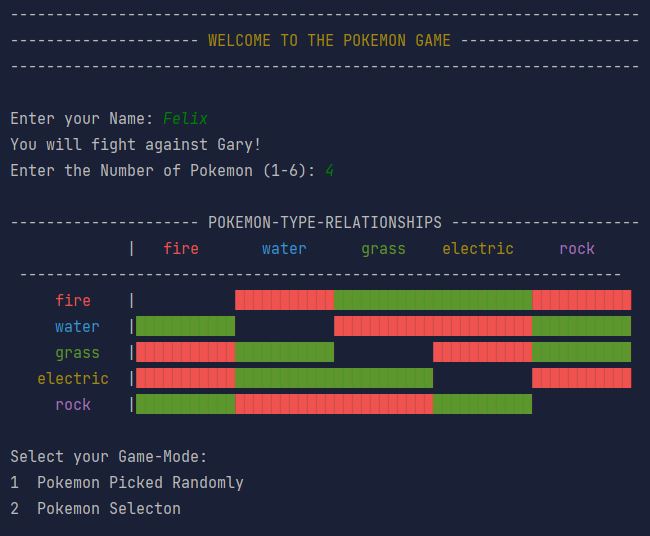 WELCOME TO THE POKEMON GAME
Enter your Name: Felix
You will fight against Gary!
Enter the Number of Pokemon (1-6): 4
POKEMON-TYPE-RELATIONSHIPS
| fire water grass electric rock
fire |
water |
grass |
electric |
rock |
Select your Game-Mode:
1 Pokemon Picked Randomly
2 Pokemon Selecton